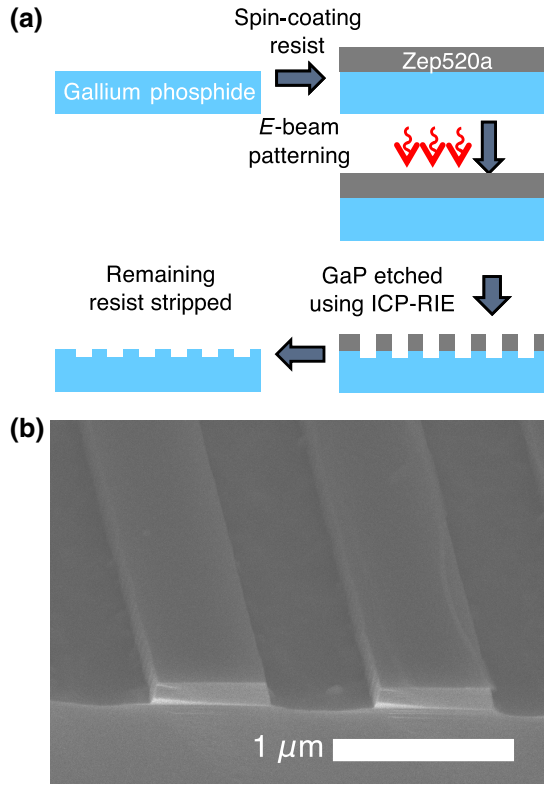 (a)
Spin-coating
resist
Gallium phosphide
Zep520a
E-beam
patterning
Remaining
resist stripped
GaP etched
using ICP-RIE
(b)
1 μm